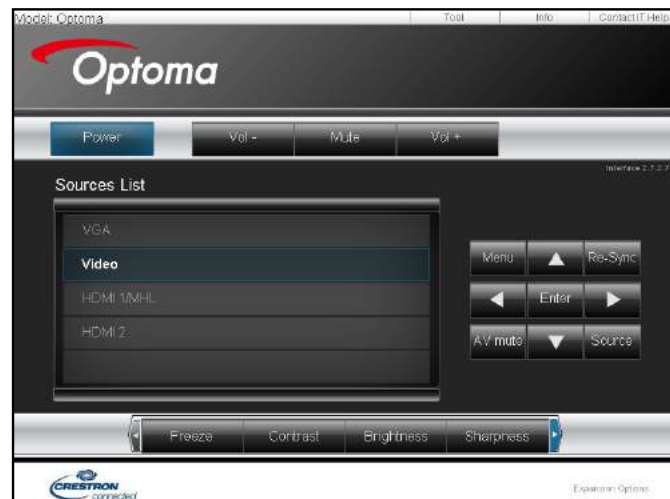 Model: Optoma
Tool
Info
Contact IT Help
Optoma
Power
Vol -
Mute
Vol +
Interface 2.7.2.7
Sources List
VGA
Video
HDMI 1/MHL
HDMI 2
Menu
Re-Sync
Enter
AV mute
Source
Freeze
Contrast
Brightness
Sharpness
CRESTRON
connected
Expansion Options